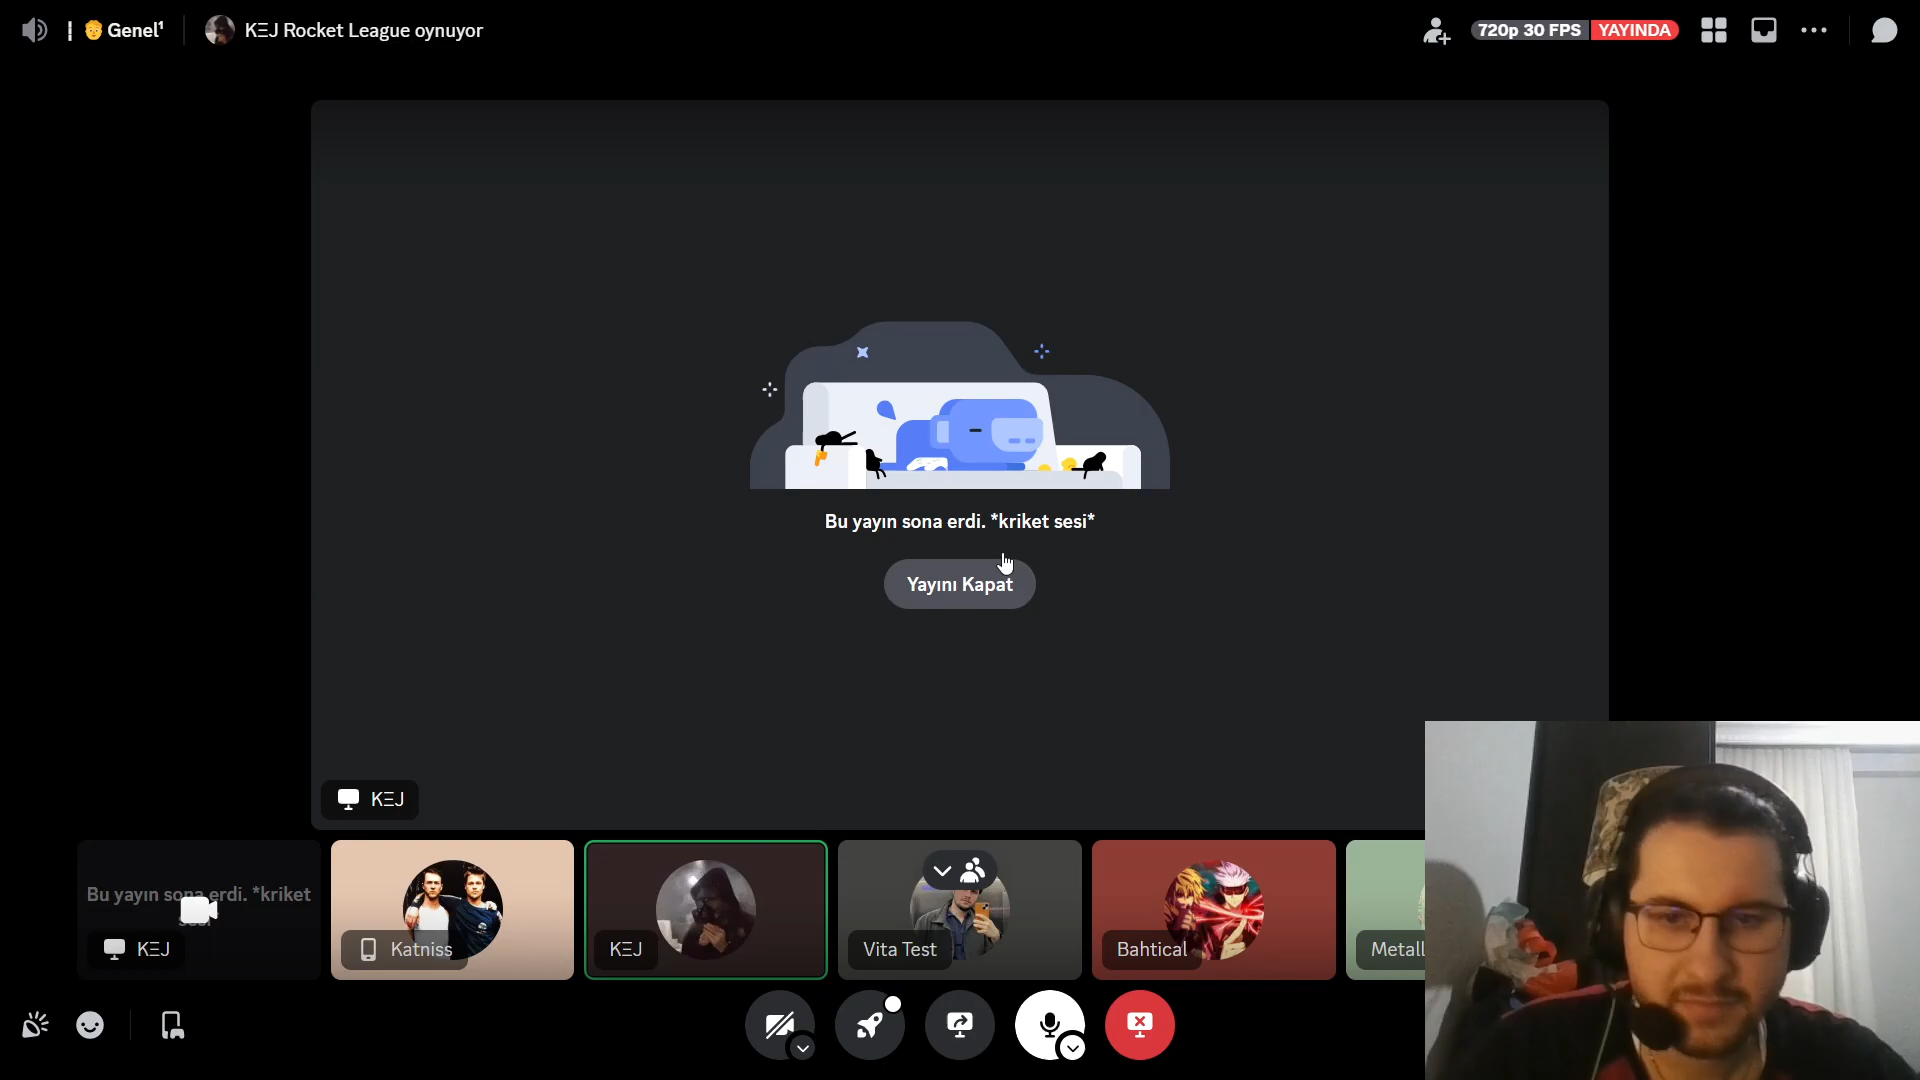 Genel¹
KΞJ Rocket League oynuyor
720p 30 FPS
YAYINDA
Bu yayın sona erdi. *kriket sesi*
Yayını Kapat
KΞJ
Bu yayın sona erdi. *kriket
KΞJ
Katniss
KΞJ
Vita Test
Bahtical
Metall